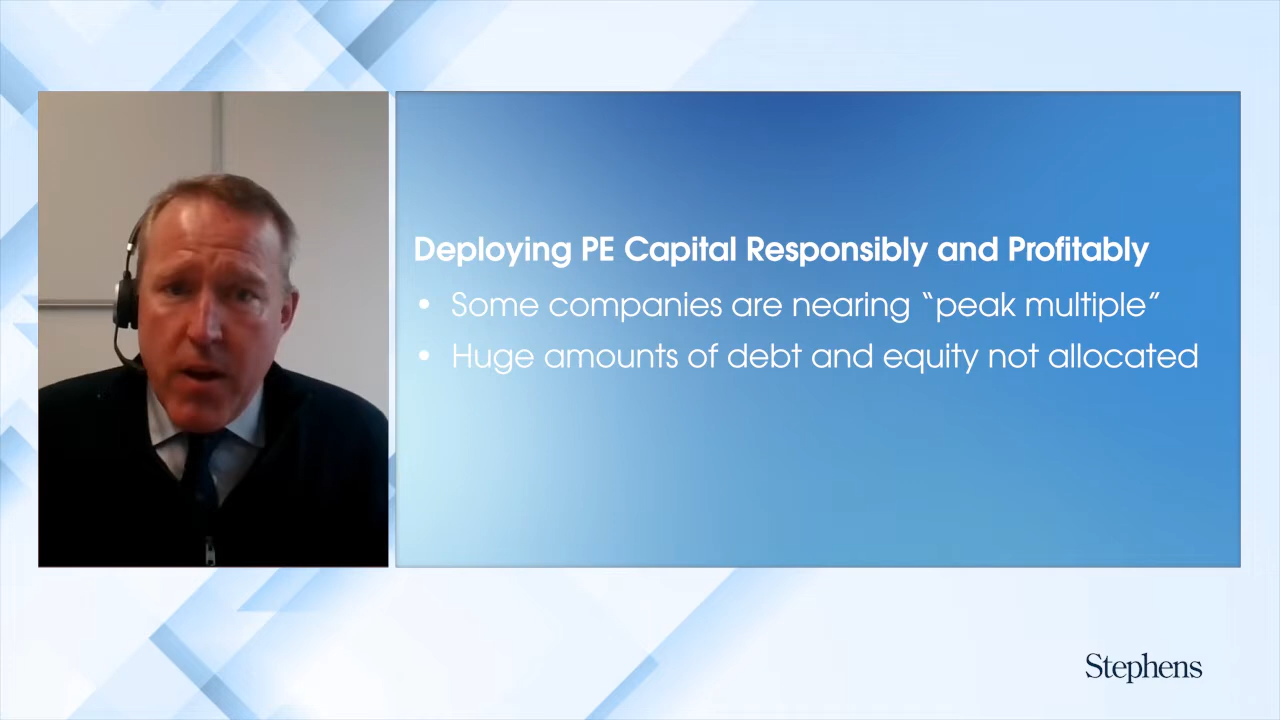 Deploying PE Capital Responsibly and Profitably
• Some companies are nearing “peak multiple”
• Huge amounts of debt and equity not allocated
Stephens